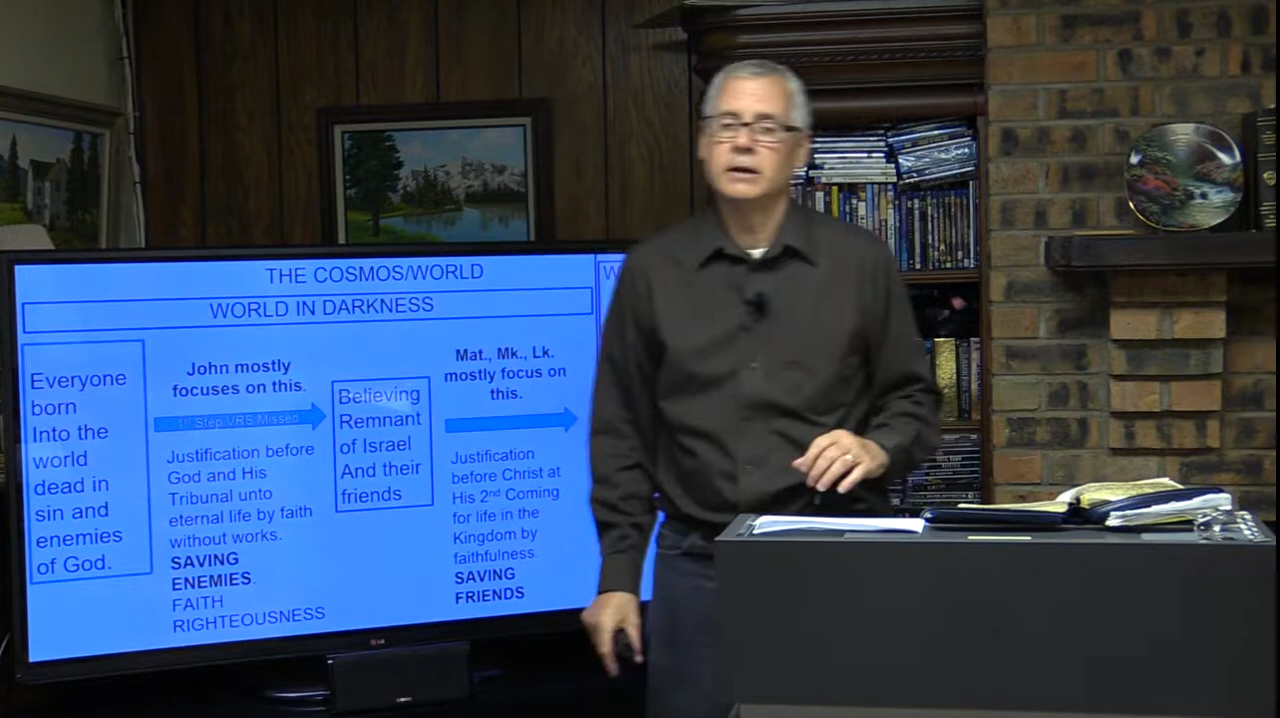 THE COSMOS/WORLD
W
WORLD IN DARKNESS
Everyone
born
Into the
world
dead in
sin and
enemies
of God.
John mostly
focuses on this.
1st Step VRS Missed
Justification before
God and His
Tribunal unto
eternal life by faith
without works.
SAVING
ENEMIES.
FAITH
RIGHTEOUSNESS
Believing
Remnant
of Israel
And their
friends
Mat., Mk., Lk.
mostly focus on
this.
Justification
before Christ at
His 2nd Coming
for life in the
Kingdom by
faithfulness.
SAVING
FRIENDS
LG